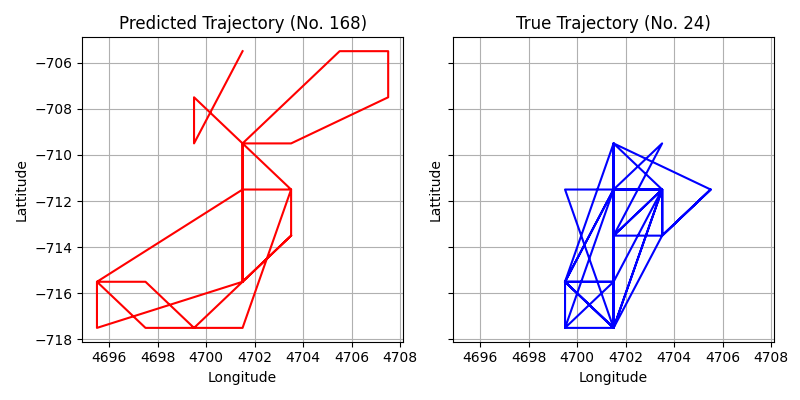 Predicted Trajectory (No. 168)
True Trajectory (No. 24)
Lattitude
−706
−708
−710
−712
−714
−716
−718
4696 4698 4700 4702 4704 4706 4708
Longitude
Lattitude
4696 4698 4700 4702 4704 4706 4708
Longitude